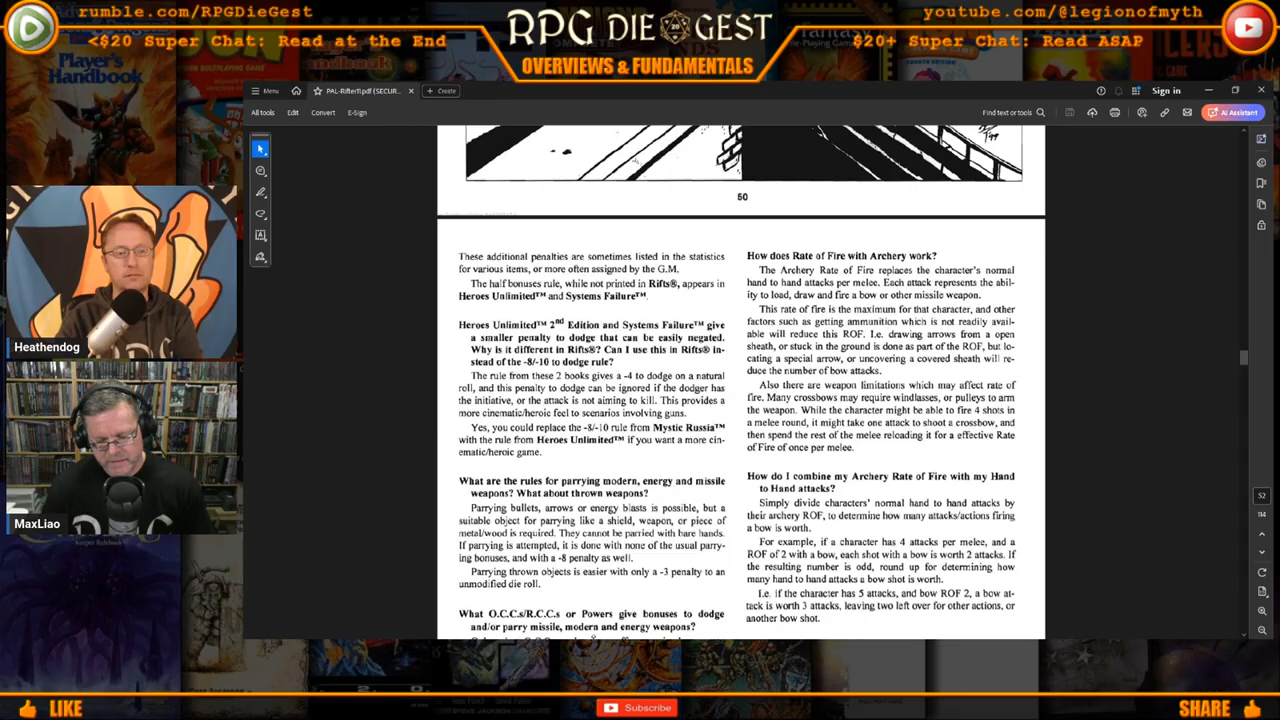 rumble.com/RPGDieGest
<$20 Super Chat: Read at the End
RPG DIE GEST
OVERVIEWS & FUNDAMENTALS
youtube.com/@legionofmyth
$20+ Super Chat: Read ASAP
Player's
Handbook
Menu
PAL-Rifter11.pdf (SECUR...
Create
Sign in
All tools
Edit
Convert
E-Sign
Find text or tools
AI Assistant
50
These additional penalties are sometimes listed in the statistics
for various items, or more often assigned by the G.M.
The half bonuses rule, while not printed in Rifts®, appears in
Heroes Unlimited™ and Systems Failure™.
Heroes Unlimited™ 2nd Edition and Systems Failure™ give
a smaller penalty to dodge that can be easily negated.
Why is it different in Rifts®? Can I use this in Rifts® in-
stead of the -8/-10 to dodge rule?
The rule from these 2 books gives a -4 to dodge on a natural
roll, and this penalty to dodge can be ignored if the dodger has
the initiative, or the attack is not aiming to kill. This provides a
more cinematic/heroic feel to scenarios involving guns.
Yes, you could replace the -8/-10 rule from Mystic Russia™
with the rule from Heroes Unlimited™ if you want a more cin-
ematic/heroic game.
What are the rules for parrying modern, energy and missile
weapons? What about thrown weapons?
Parrying bullets, arrows or energy blasts is possible, but a
suitable object for parrying like a shield, weapon, or piece of
metal/wood is required. They cannot be parried with bare hands.
If parrying is attempted, it is done with none of the usual parry-
ing bonuses, and with a -8 penalty as well.
Parrying thrown objects is easier with only a -3 penalty to an
unmodified die roll.
What O.C.C.s/R.C.C.s or Powers give bonuses to dodge
and/or parry missile, modern and energy weapons?
How does Rate of Fire with Archery work?
The Archery Rate of Fire replaces the character's normal
hand to hand attacks per melee. Each attack represents the abil-
ity to load, draw and fire a bow or other missile weapon.
This rate of fire is the maximum for that character, and other
factors such as getting ammunition which is not readily avail-
able will reduce this ROF. I.e. drawing arrows from a open
sheath, or stuck in the ground is done as part of the ROF, but lo-
cating a special arrow, or uncovering a covered sheath will re-
duce the number of bow attacks.
Also there are weapon limitations which may affect rate of
fire. Many crossbows may require windlasses, or pulleys to arm
the weapon. While the character might be able to fire 4 shots in
a melee round, it might take one attack to shoot a crossbow, and
then spend the rest of the melee reloading it for a effective Rate
of Fire of once per melee.
How do I combine my Archery Rate of Fire with my Hand
to Hand attacks?
Simply divide characters' normal hand to hand attacks by
their archery ROF, to determine how many attacks/actions firing
a bow is worth.
For example, if a character has 4 attacks per melee, and a
ROF of 2 with a bow, each shot with a bow is worth 2 attacks. If
the resulting number is odd, round up for determining how
many hand to hand attacks a bow shot is worth.
I.e. if the character has 5 attacks, and bow ROF 2, a bow at-
tack is worth 3 attacks, leaving two left over for other actions, or
another bow shot.
52
114
Heathendog
MaxLiao
LIKE
Subscribe
SHARE